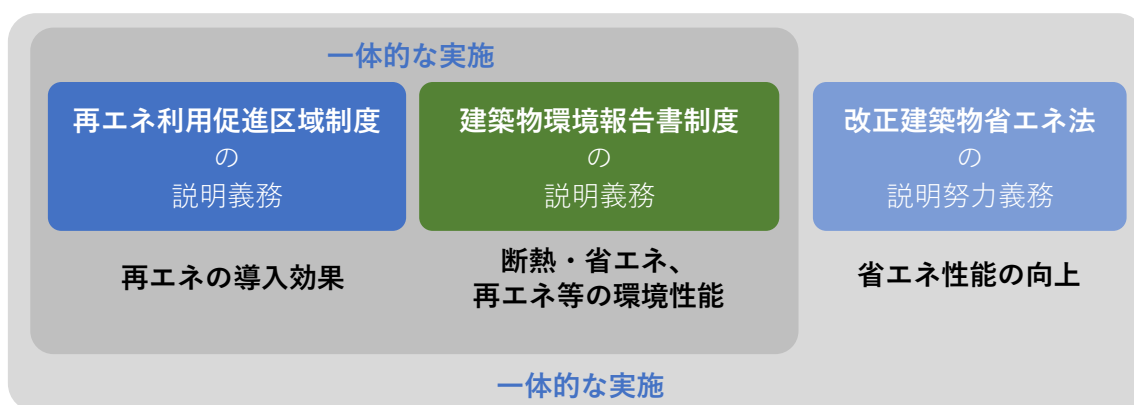 一体的な実施
再エネ利用促進区域制度
の
説明義務
再エネの導入効果
建築物環境報告書制度
の
説明義務
断熱・省エネ、
再エネ等の環境性能
改正建築物省エネ法
の
説明努力義務
省エネ性能の向上
一体的な実施